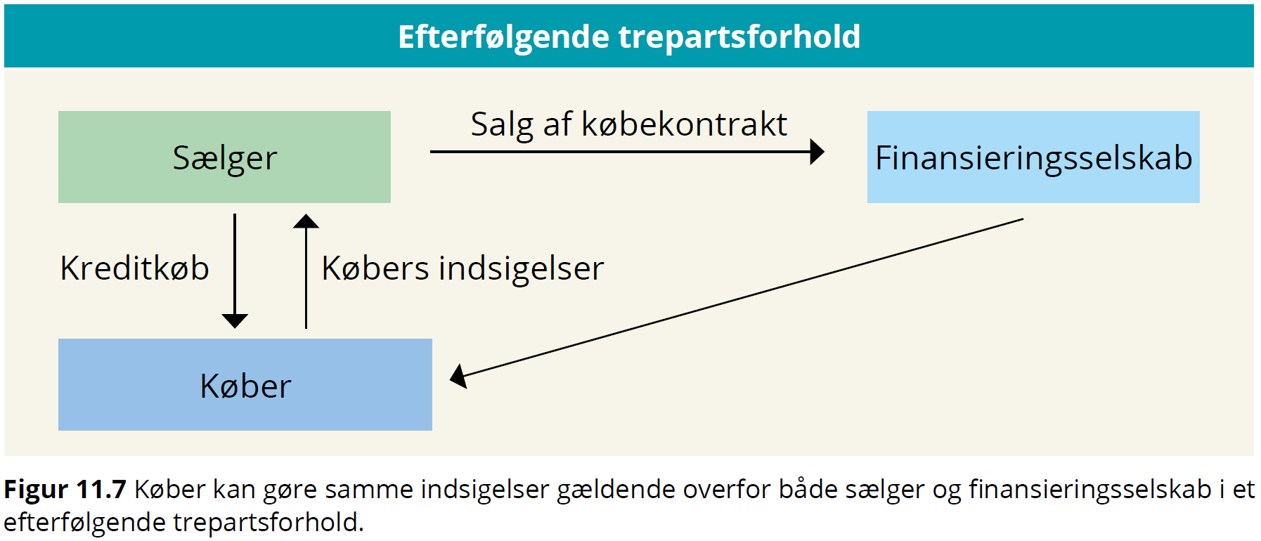 Efterfølgende trepartsforhold
Salg af købekontrakt
Sælger
Finansieringsselskab
Kreditkøb
Købers indsigelser
Køber
Figur 11.7 Køber kan gøre samme indsigelser gældende overfor både sælger og finansieringsselskab i et
efterfølgende trepartsforhold.